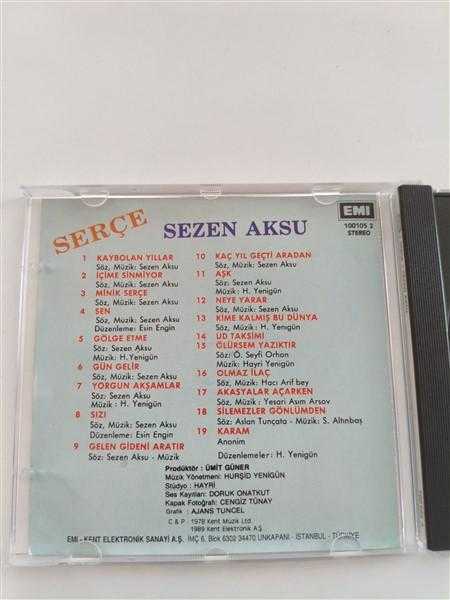 SERÇE
SEZEN AKSU
EMI
100105 2
STEREO
1 KAYBOLAN YILLAR
Söz, Müzik: Sezen Aksu
2 İÇİME SİNMİYOR
Söz, Müzik: Sezen Aksu
3 MİNİK SERÇE
Söz, Müzik: Sezen Aksu
4 SEN
Söz, Müzik: Sezen Aksu
Düzenleme: Esin Engin
5 GÖLGE ETME
Söz: Sezen Aksu
Müzik: H.Yenigün
6 GÜN GELİR
Söz, Müzik: Sezen Aksu
7 YORGUN AKŞAMLAR
Söz: Sezen Aksu
Müzik: H. Yenigün
8 SIZI
Söz, Müzik: Sezen Aksu
Düzenleme: Esin Engin
9 GELEN GİDENİ ARATIR
Söz: Sezen Aksu - Müzik
10 KAÇ YIL GEÇTİ ARADAN
Söz, Müzik: Sezen Aksu
11 AŞK
Söz: Sezen Aksu
Müzik: H. Yenigün
12 NEYE YARAR
Söz, Müzik: Sezen Aksu
13 KİME KALMIŞ BU DÜNYA
Söz, Müzik: H. Yenigün
14 UD TAKSİMİ
15 ÖLÜRSEM YAZIKTIR
Söz: Ö. Seyfi Orhon
Müzik: Hayri Yenigün
16 OLMAZ İLAÇ
Söz, Müzik: Hacı Arif bey
17 AKASYALAR AÇARKEN
Söz, Müzik: Yesari Asım Arsov
18 SİLEMEZLER GÖNLÜMDEN
Söz: Aslan Tunçata - Müzik: S. Altınbaş
19 KARAM
Anonim
Düzenlemeler: H. Yenigün
Prodüktör: ÜMİT GÜNER
Müzik Yönetmeni: HURŞİD YENİGÜN
Stüdyo: HAYRİ
Ses Kayıtları: DORUK ONATKUT
Kapak Fotoğrafı: CENGİZ TÜNAY
Grafik: AJANS TUNCEL
C & P : 1978 Kent Müzik Ltd.
1989 Kent Elektronik A.Ş.
EMI - KENT ELEKTRONİK SANAYİ A.Ş. İMÇ 6. Blok 6302 34470 UNKAPANI - İSTANBUL - TÜRKİYE